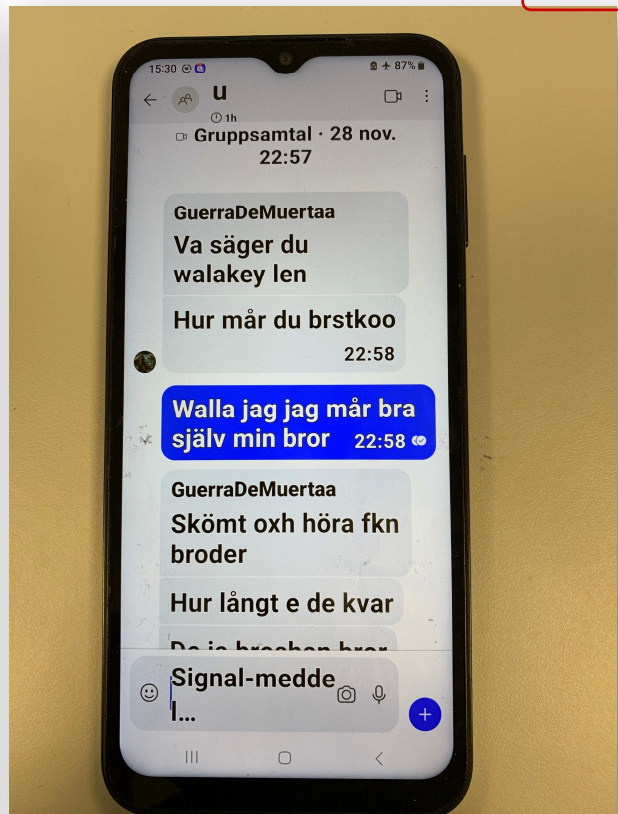 15:30 87%
u
1h
Gruppsamtal · 28 nov.
22:57
GuerraDeMuertaa
Va säger du
walakey len
Hur mår du brstkoo
22:58
Walla jag jag mår bra
själv min bror 22:58
GuerraDeMuertaa
Skömt oxh höra fkn
broder
Hur långt e de kvar
bror
Signal-medde
l...